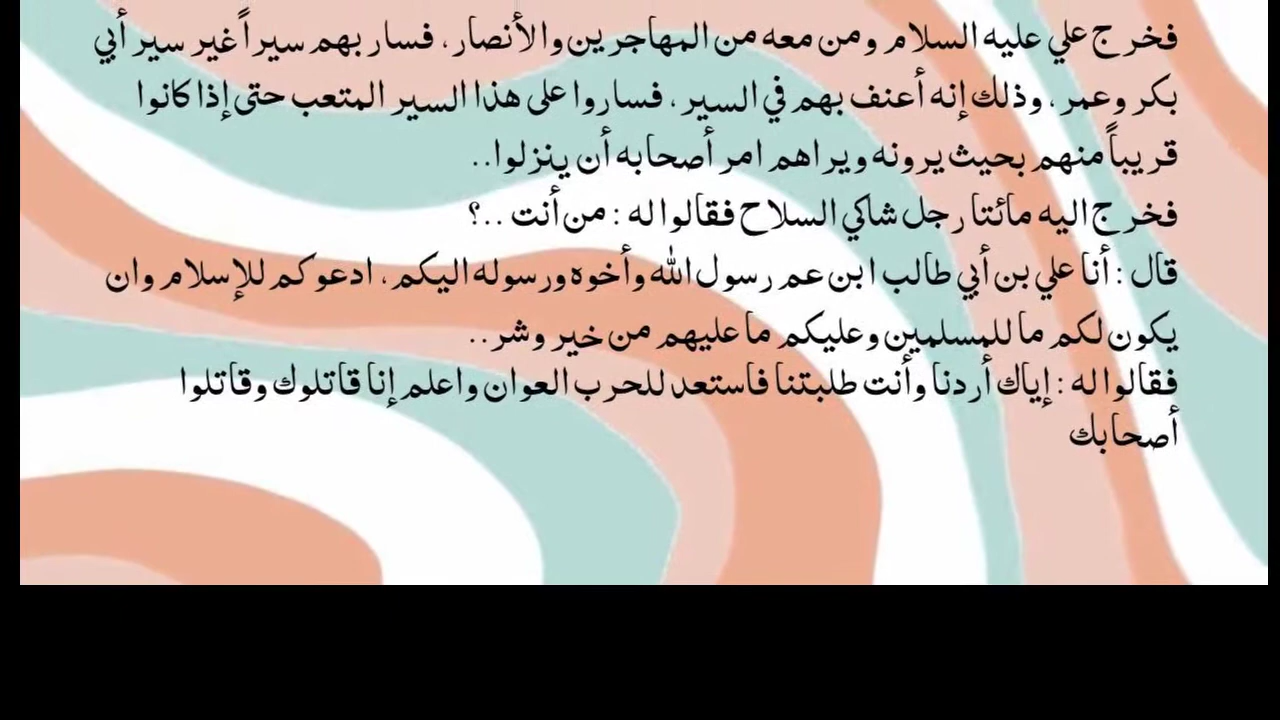 فخرج علي عليه السلام ومن معه من المهاجرين والأنصار، فسار بهم سيراً غير سير أبي
بكر وعمر، وذلك إنه أعنف بهم في السير، فساروا على هذا السير المتعب حتى إذا كانوا
قريباً منهم بحيث يرونه ويراهم امر أصحابه أن ينزلوا..
فخرج اليه مائتا رجل شاكي السلاح فقالوا له : من أنت ..؟
قال : أنا علي بن أبي طالب ابن عم رسول الله وأخوه ورسوله اليكم، ادعوكم للإسلام وان
يكون لكم ما للمسلمين وعليكم ما عليهم من خير وشر..
فقالوا له : إياك أردنا وأنت طلبتنا فاستعد للحرب العوان واعلم إنا قاتلوك وقاتلوا
أصحابك